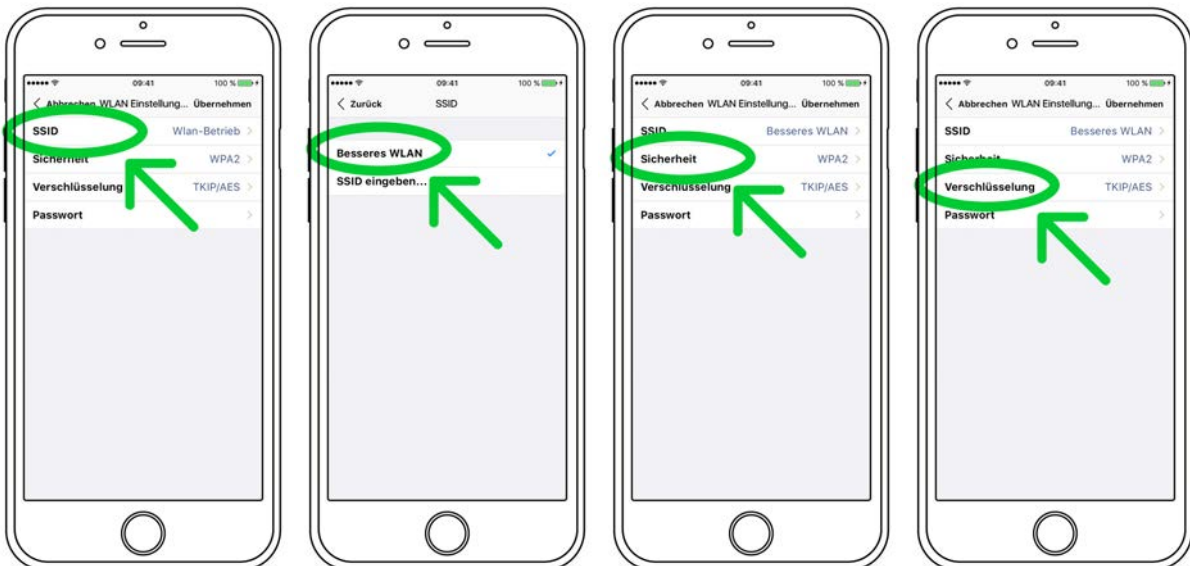 09:41 100 %
Abbrechen WLAN Einstellung... Übernehmen
SSID Wlan-Betrieb
Sicherheit WPA2
Verschlüsselung TKIP/AES
Passwort
09:41 100 %
Zurück SSID
Besseres WLAN
SSID eingeben...
09:41 100 %
Abbrechen WLAN Einstellung... Übernehmen
SSID Besseres WLAN
Sicherheit WPA2
Verschlüsselung TKIP/AES
Passwort
09:41 100 %
Abbrechen WLAN Einstellung... Übernehmen
SSID Besseres WLAN
Sicherheit WPA2
Verschlüsselung TKIP/AES
Passwort